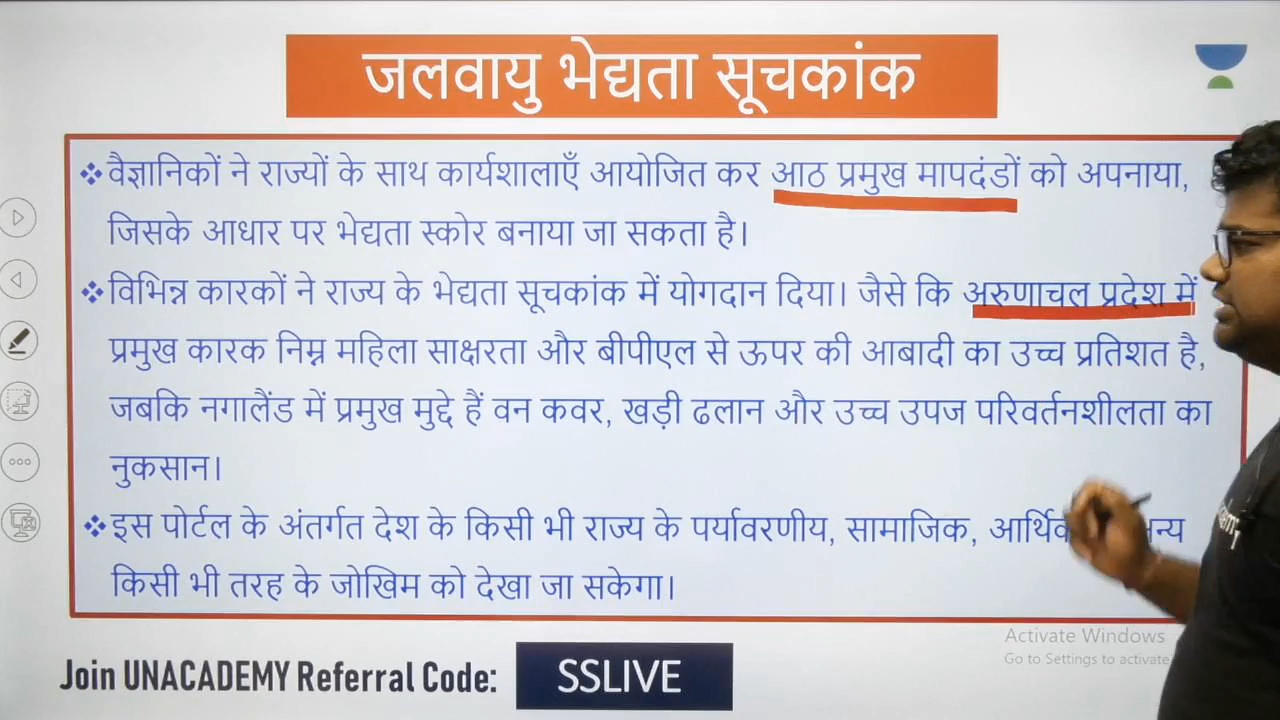 जलवायु भेद्यता सूचकांक
❖वैज्ञानिकों ने राज्यों के साथ कार्यशालाएँ आयोजित कर आठ प्रमुख मापदंडों को अपनाया,
जिसके आधार पर भेद्यता स्कोर बनाया जा सकता है।
❖विभिन्न कारकों ने राज्य के भेद्यता सूचकांक में योगदान दिया। जैसे कि अरुणाचल प्रदेश में
प्रमुख कारक निम्न महिला साक्षरता और बीपीएल से ऊपर की आबादी का उच्च प्रतिशत है,
जबकि नगालैंड में प्रमुख मुद्दे हैं वन कवर, खड़ी ढलान और उच्च उपज परिवर्तनशीलता का
नुकसान।
❖इस पोर्टल के अंतर्गत देश के किसी भी राज्य के पर्यावरणीय, सामाजिक,
किसी भी तरह के जोखिम को देखा जा सकेगा।
Activate Windows
Go to Settings to activate
Join UNACADEMY Referral Code:
SSLIVE